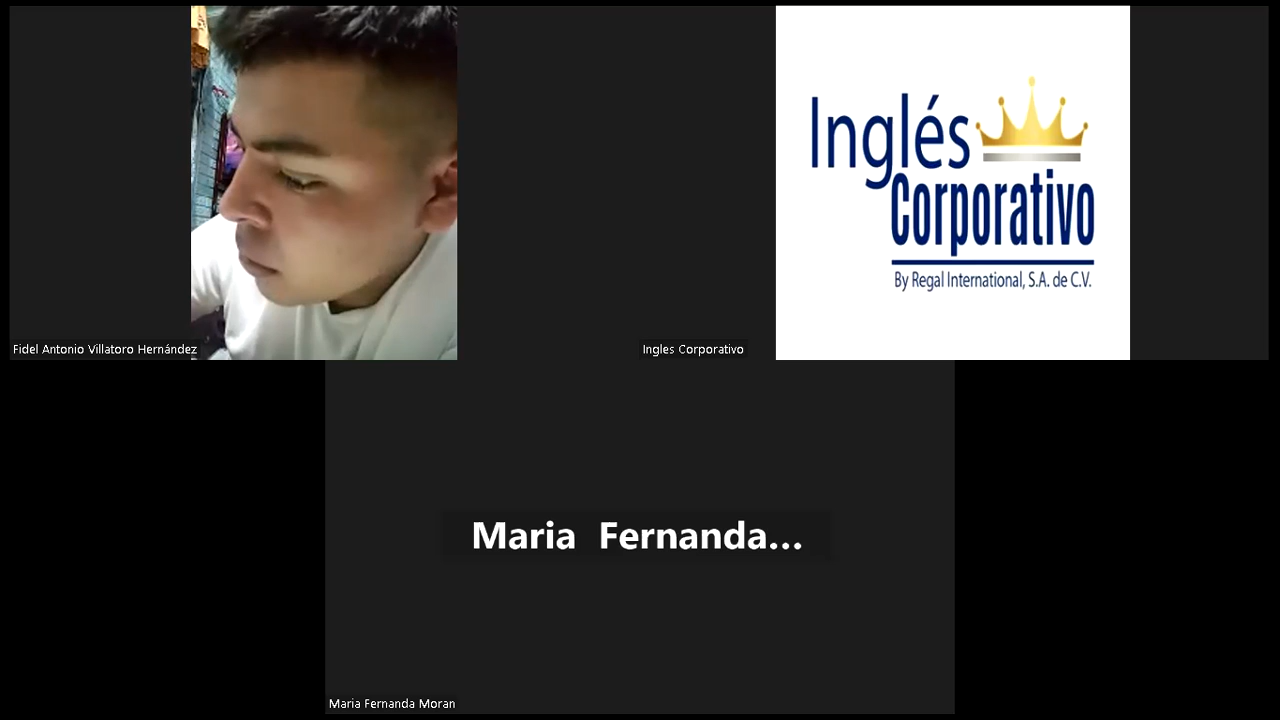 Inglés
Corporativo
By Regal International, S.A. de C.V.
Fidel Antonio Villatoro Hernández
Ingles Corporativo
Maria Fernanda...
Maria Fernanda Moran